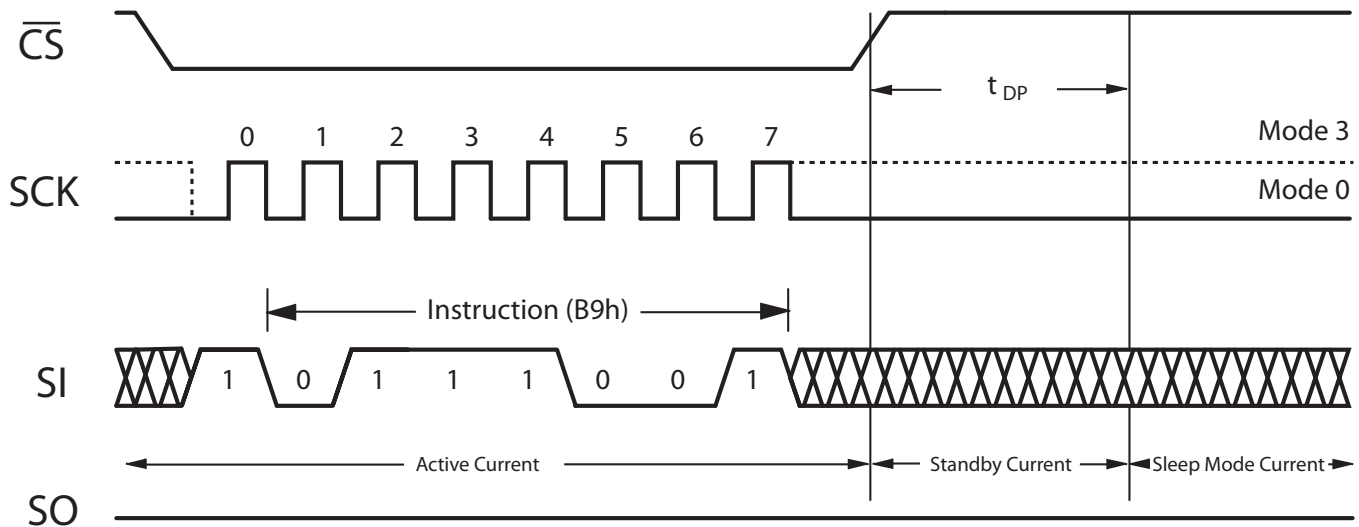 CS
t DP
0 1 2 3 4 5 6 7
Mode 3
SCK
Mode 0
Instruction (B9h)
SI
1 0 1 1 1 0 0 1
Active Current
Standby Current
Sleep Mode Current
SO